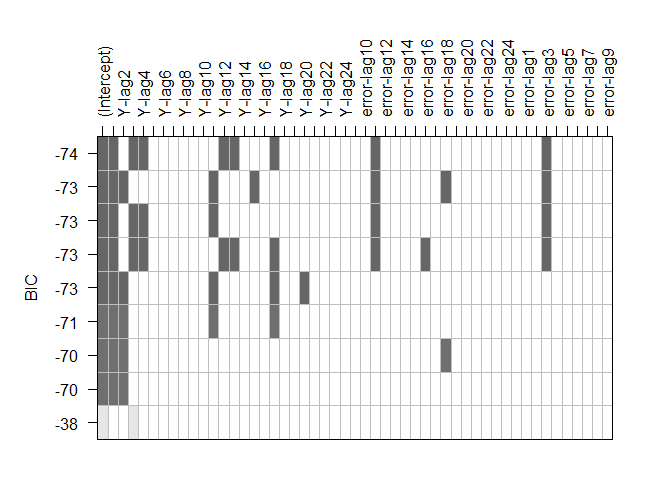 (Intercept)
Y-lag2
Y-lag4
Y-lag6
Y-lag8
Y-lag10
Y-lag12
Y-lag14
Y-lag16
Y-lag18
Y-lag20
Y-lag22
Y-lag24
error-lag10
error-lag12
error-lag14
error-lag16
error-lag18
error-lag20
error-lag22
error-lag24
error-lag1
error-lag3
error-lag5
error-lag7
error-lag9
BIC
-74
-73
-73
-73
-73
-71
-70
-70
-38